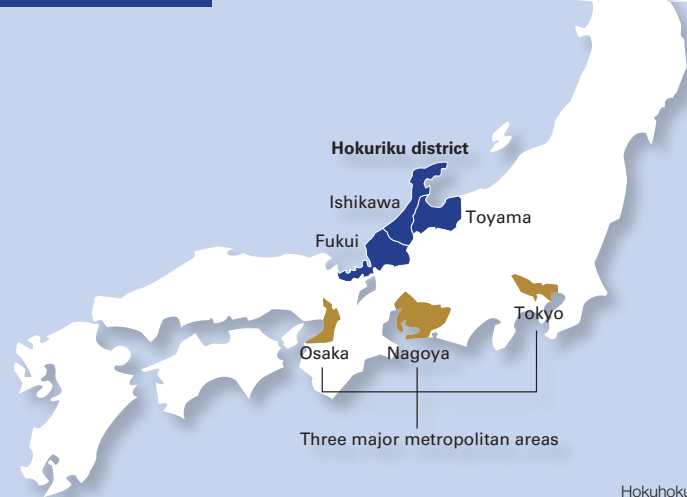 Hokuriku district
Ishikawa
Toyama
Fukui
Tokyo
Osaka
Nagoya
Three major metropolitan areas
Hokuhoku